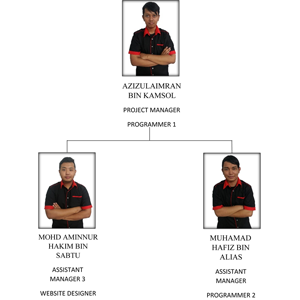 AZIZULAIMRAN
BIN KAMSOL
PROJECT MANAGER
PROGRAMMER 1
MOHD AMINNUR
HAKIM BIN
SABTU
ASSISTANT
MANAGER 3
WEBSITE DESIGNER
MUHAMAD
HAFIZ BIN
ALIAS
ASSISTANT
MANAGER
PROGRAMMER 2